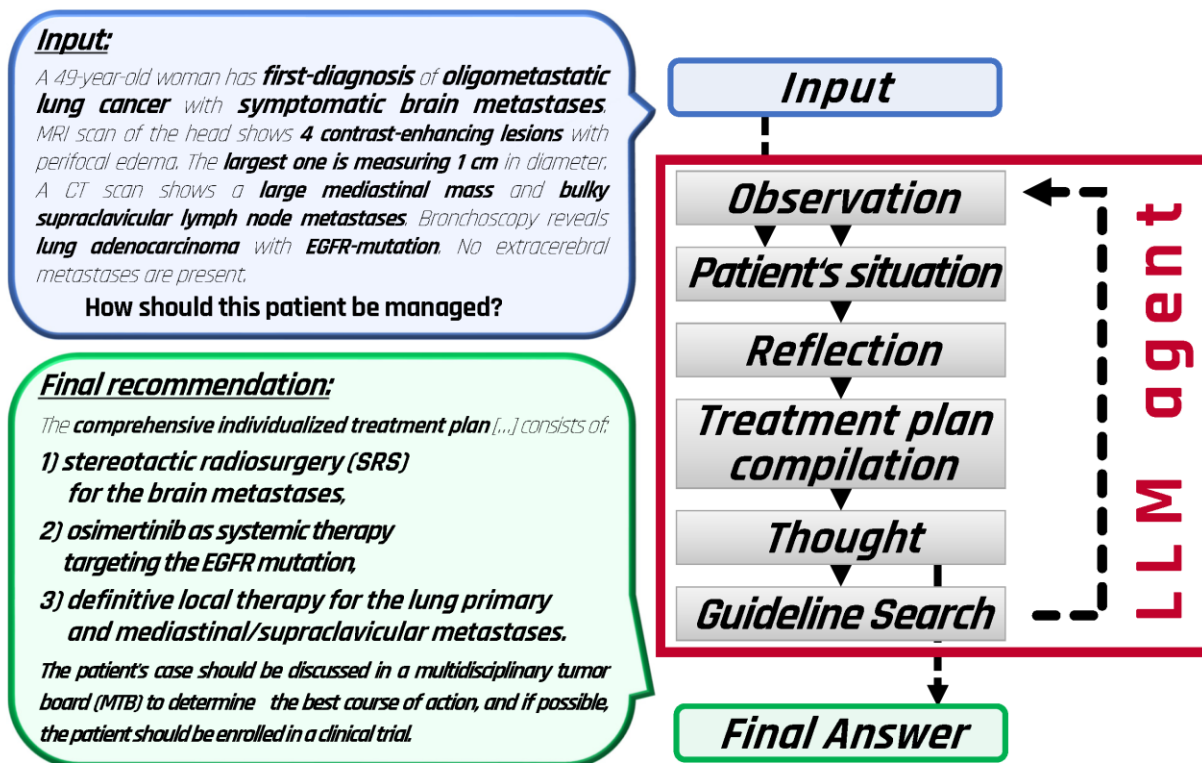 Input:
A 49-year-old woman has first-diagnosis of oligometastatic
lung cancer with symptomatic brain metastases.
MRI scan of the head shows 4 contrast-enhancing lesions with
perifocal edema. The largest one is measuring 1 cm in diameter.
A CT scan shows a large mediastinal mass and bulky
supraclavicular lymph node metastases. Bronchoscopy reveals
lung adenocarcinoma with EGFR-mutation. No extracerebral
metastases are present.
How should this patient be managed?
Final recommendation:
The comprehensive individualized treatment plan [...] consists of:
1) stereotactic radiosurgery (SRS)
for the brain metastases,
2) osimertinib as systemic therapy
targeting the EGFR mutation,
3) definitive local therapy for the lung primary
and mediastinal/supraclavicular metastases.
The patient's case should be discussed in a multidisciplinary tumor
board (MTB) to determine the best course of action, and if possible,
the patient should be enrolled in a clinical trial.
Input
Observation
Patient's situation
Reflection
Treatment plan
compilation
Thought
Guideline Search
Final Answer
LLM agent